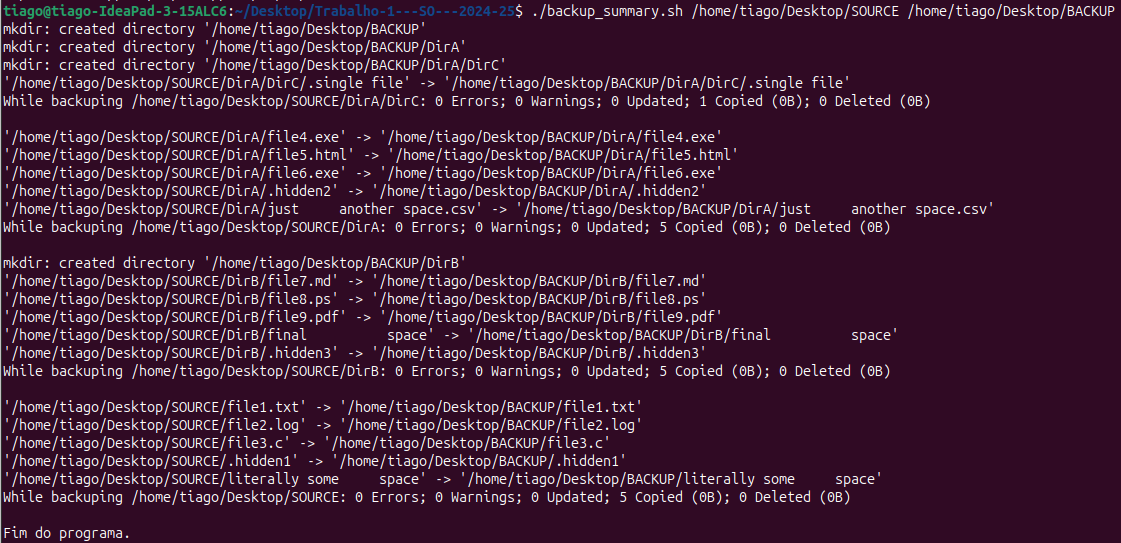 tiago@tiago-IdeaPad-3-15ALC6:~/Desktop/Trabalho-1---SO---2024-25$ ./backup_summary.sh /home/tiago/Desktop/SOURCE /home/tiago/Desktop/BACKUP
mkdir: created directory '/home/tiago/Desktop/BACKUP'
mkdir: created directory '/home/tiago/Desktop/BACKUP/DirA'
mkdir: created directory '/home/tiago/Desktop/BACKUP/DirA/DirC'
'/home/tiago/Desktop/SOURCE/DirA/DirC/.single file' -> '/home/tiago/Desktop/BACKUP/DirA/DirC/.single file'
While backuping /home/tiago/Desktop/SOURCE/DirA/DirC: 0 Errors; 0 Warnings; 0 Updated; 1 Copied (0B); 0 Deleted (0B)

'/home/tiago/Desktop/SOURCE/DirA/file4.exe' -> '/home/tiago/Desktop/BACKUP/DirA/file4.exe'
'/home/tiago/Desktop/SOURCE/DirA/file5.html' -> '/home/tiago/Desktop/BACKUP/DirA/file5.html'
'/home/tiago/Desktop/SOURCE/DirA/file6.exe' -> '/home/tiago/Desktop/BACKUP/DirA/file6.exe'
'/home/tiago/Desktop/SOURCE/DirA/.hidden2' -> '/home/tiago/Desktop/BACKUP/DirA/.hidden2'
'/home/tiago/Desktop/SOURCE/DirA/just     another space.csv' -> '/home/tiago/Desktop/BACKUP/DirA/just     another space.csv'
While backuping /home/tiago/Desktop/SOURCE/DirA: 0 Errors; 0 Warnings; 0 Updated; 5 Copied (0B); 0 Deleted (0B)

mkdir: created directory '/home/tiago/Desktop/BACKUP/DirB'
'/home/tiago/Desktop/SOURCE/DirB/file7.md' -> '/home/tiago/Desktop/BACKUP/DirB/file7.md'
'/home/tiago/Desktop/SOURCE/DirB/file8.ps' -> '/home/tiago/Desktop/BACKUP/DirB/file8.ps'
'/home/tiago/Desktop/SOURCE/DirB/file9.pdf' -> '/home/tiago/Desktop/BACKUP/DirB/file9.pdf'
'/home/tiago/Desktop/SOURCE/DirB/final          space' -> '/home/tiago/Desktop/BACKUP/DirB/final          space'
'/home/tiago/Desktop/SOURCE/DirB/.hidden3' -> '/home/tiago/Desktop/BACKUP/DirB/.hidden3'
While backuping /home/tiago/Desktop/SOURCE/DirB: 0 Errors; 0 Warnings; 0 Updated; 5 Copied (0B); 0 Deleted (0B)

'/home/tiago/Desktop/SOURCE/file1.txt' -> '/home/tiago/Desktop/BACKUP/file1.txt'
'/home/tiago/Desktop/SOURCE/file2.log' -> '/home/tiago/Desktop/BACKUP/file2.log'
'/home/tiago/Desktop/SOURCE/file3.c' -> '/home/tiago/Desktop/BACKUP/file3.c'
'/home/tiago/Desktop/SOURCE/.hidden1' -> '/home/tiago/Desktop/BACKUP/.hidden1'
'/home/tiago/Desktop/SOURCE/literally some     space' -> '/home/tiago/Desktop/BACKUP/literally some     space'
While backuping /home/tiago/Desktop/SOURCE: 0 Errors; 0 Warnings; 0 Updated; 5 Copied (0B); 0 Deleted (0B)

Fim do programa.